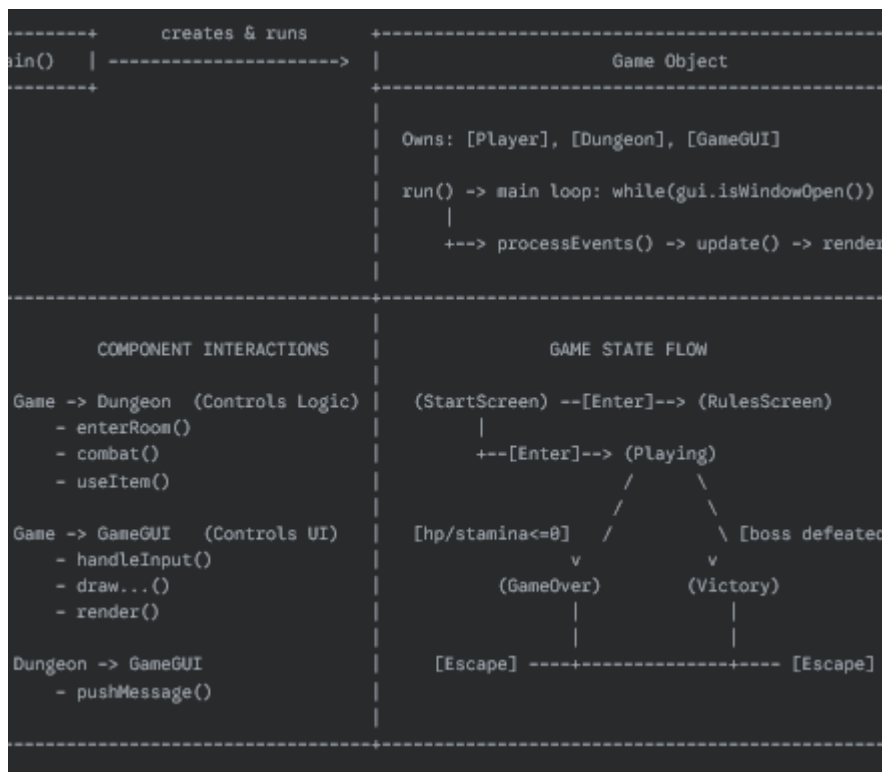 creates & runs
ain() | ----------------------> | Game Object
Owns: [Player], [Dungeon], [GameGUI]
run() -> main loop: while(gui.isWindowOpen())
|
+--> processEvents() -> update() -> render
COMPONENT INTERACTIONS | GAME STATE FLOW
Game -> Dungeon (Controls Logic) | (StartScreen) --[Enter]--> (RulesScreen)
- enterRoom() | |
- combat() | +--[Enter]--> (Playing)
- useItem() | / \
| / \
Game -> GameGUI (Controls UI) | [hp/stamina<=0] / \ [boss defeated
- handleInput() | v v
- draw...() | (GameOver) (Victory)
- render() | | |
| | |
Dungeon -> GameGUI | [Escape] ----+--------------+---- [Escape]
- pushMessage() |